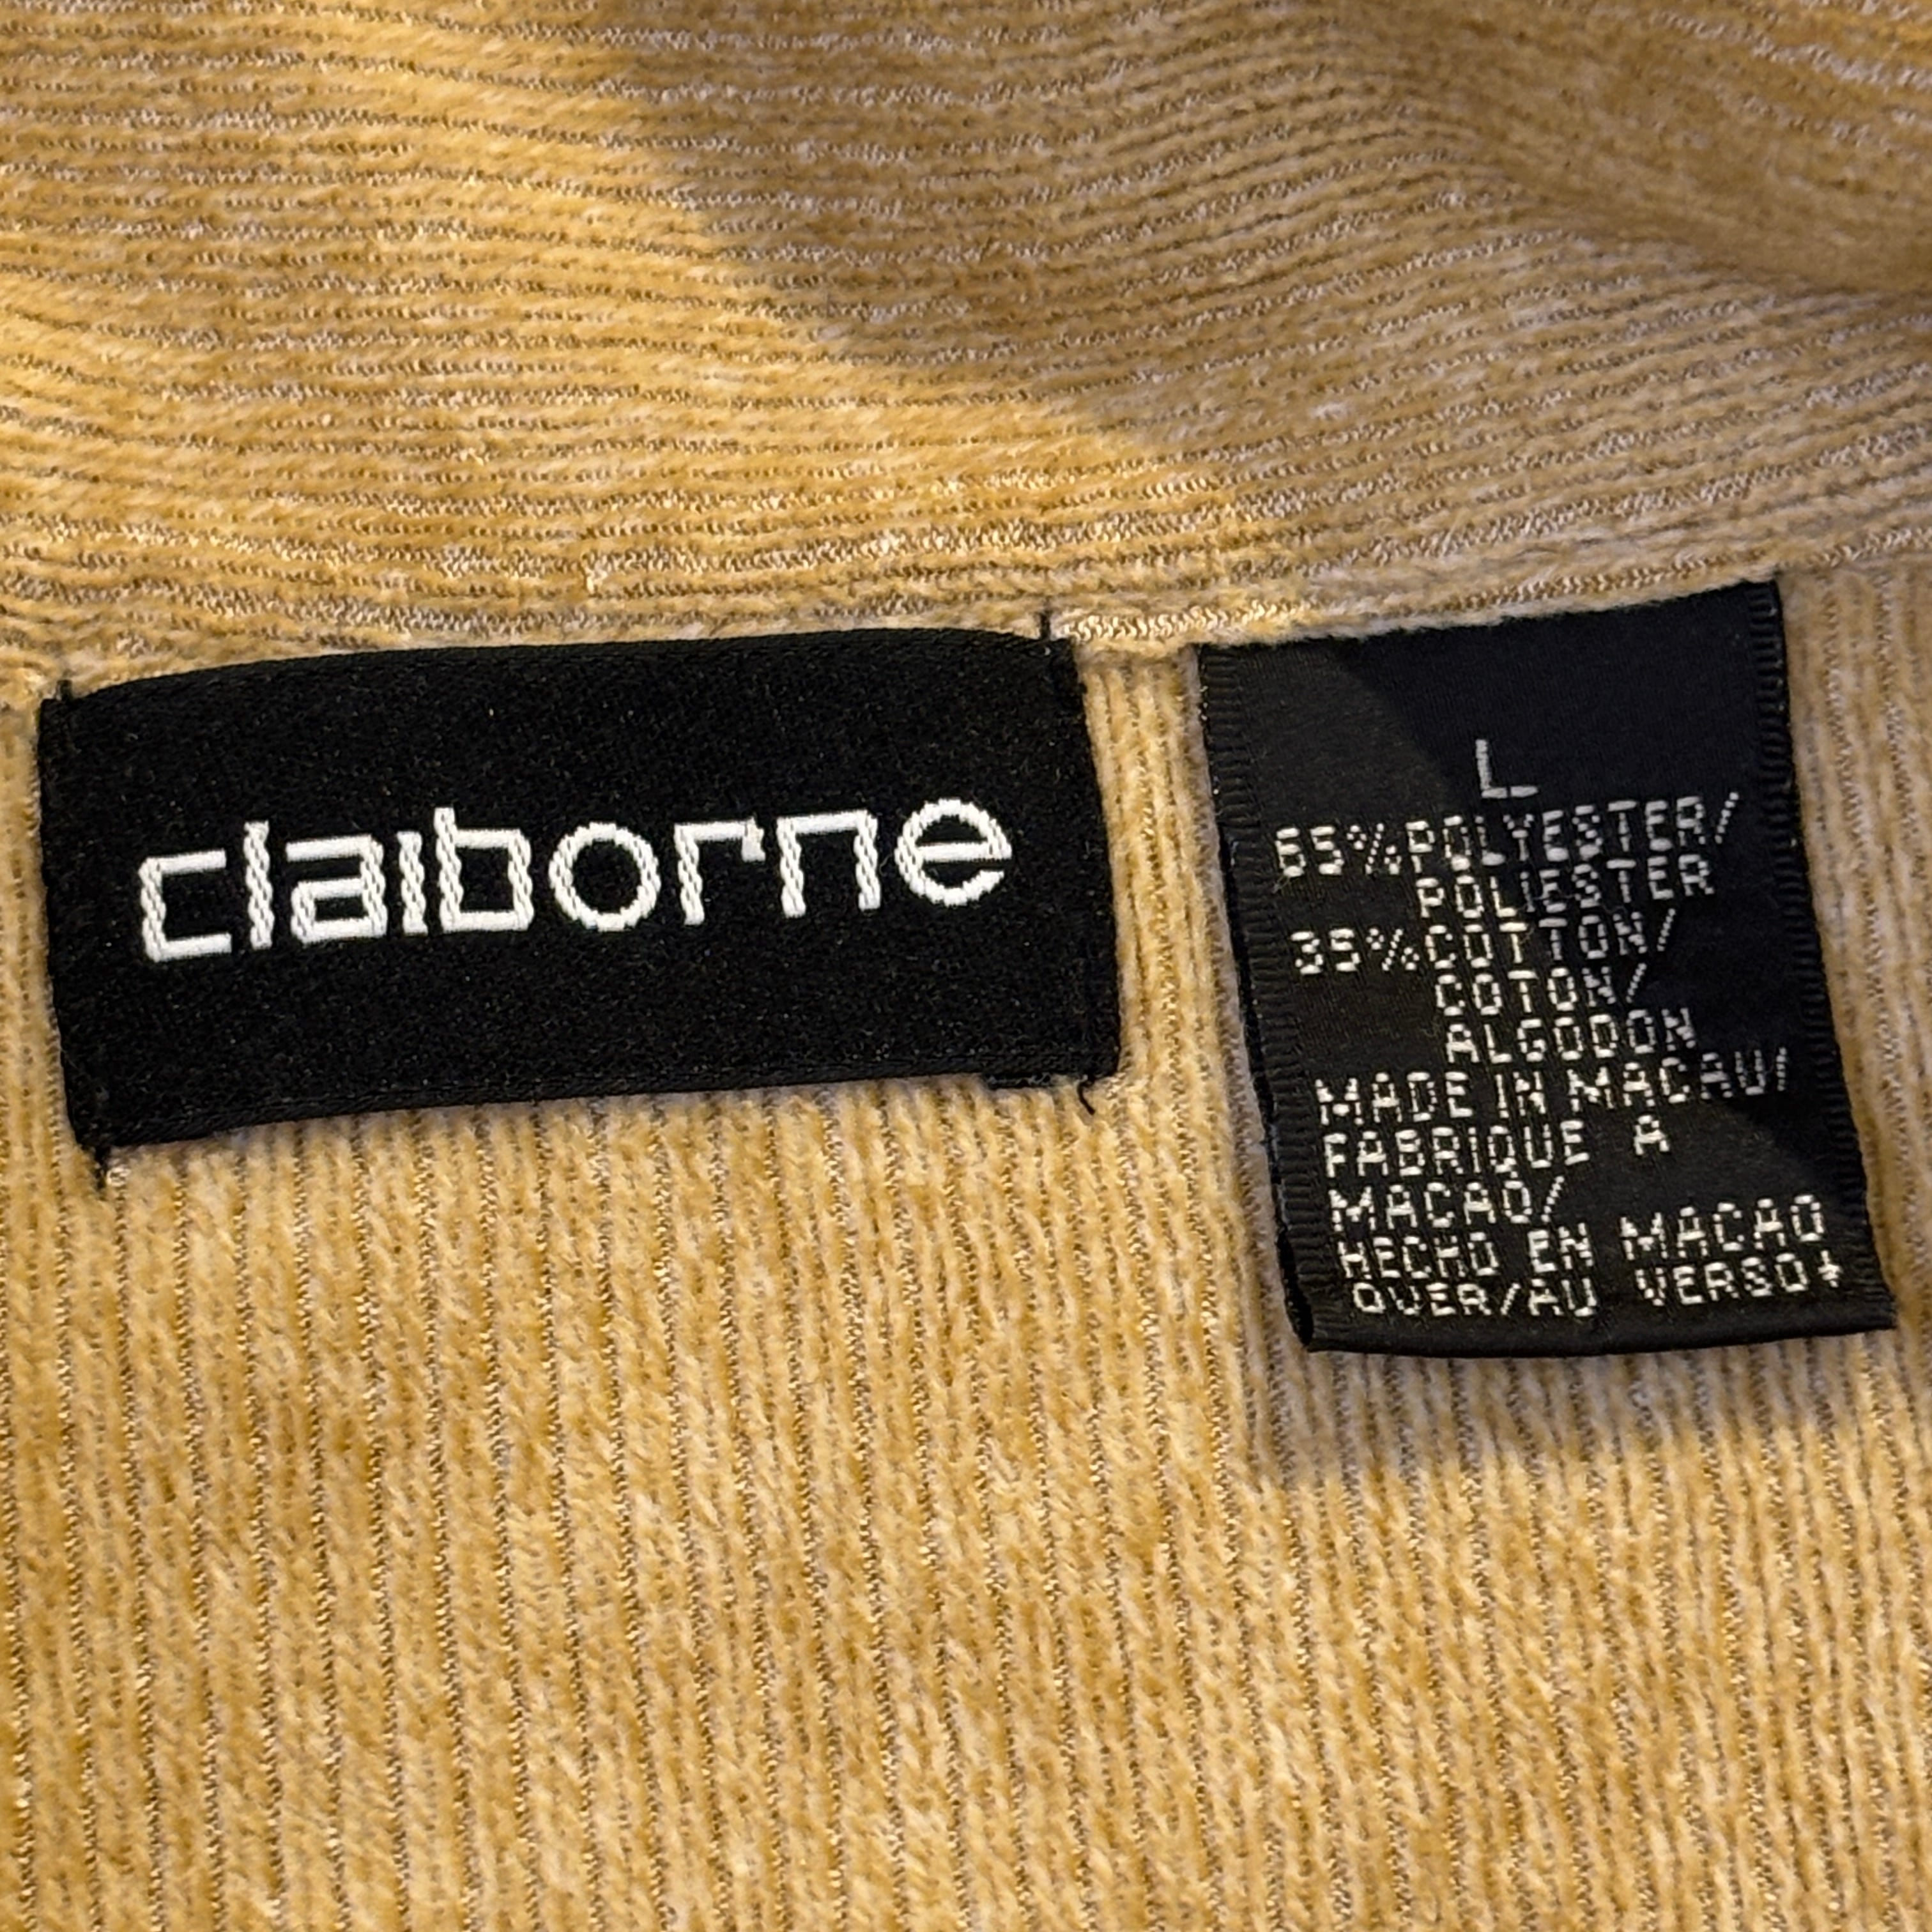 claiborne
L
65%POLYESTER/
POLIESTER
35%COTTON/
COTON/
ALGODON
MADE IN MACAU/
FABRIQUE A
MACAO/
HECHO EN MACAO
OVER/AU VERSO↓